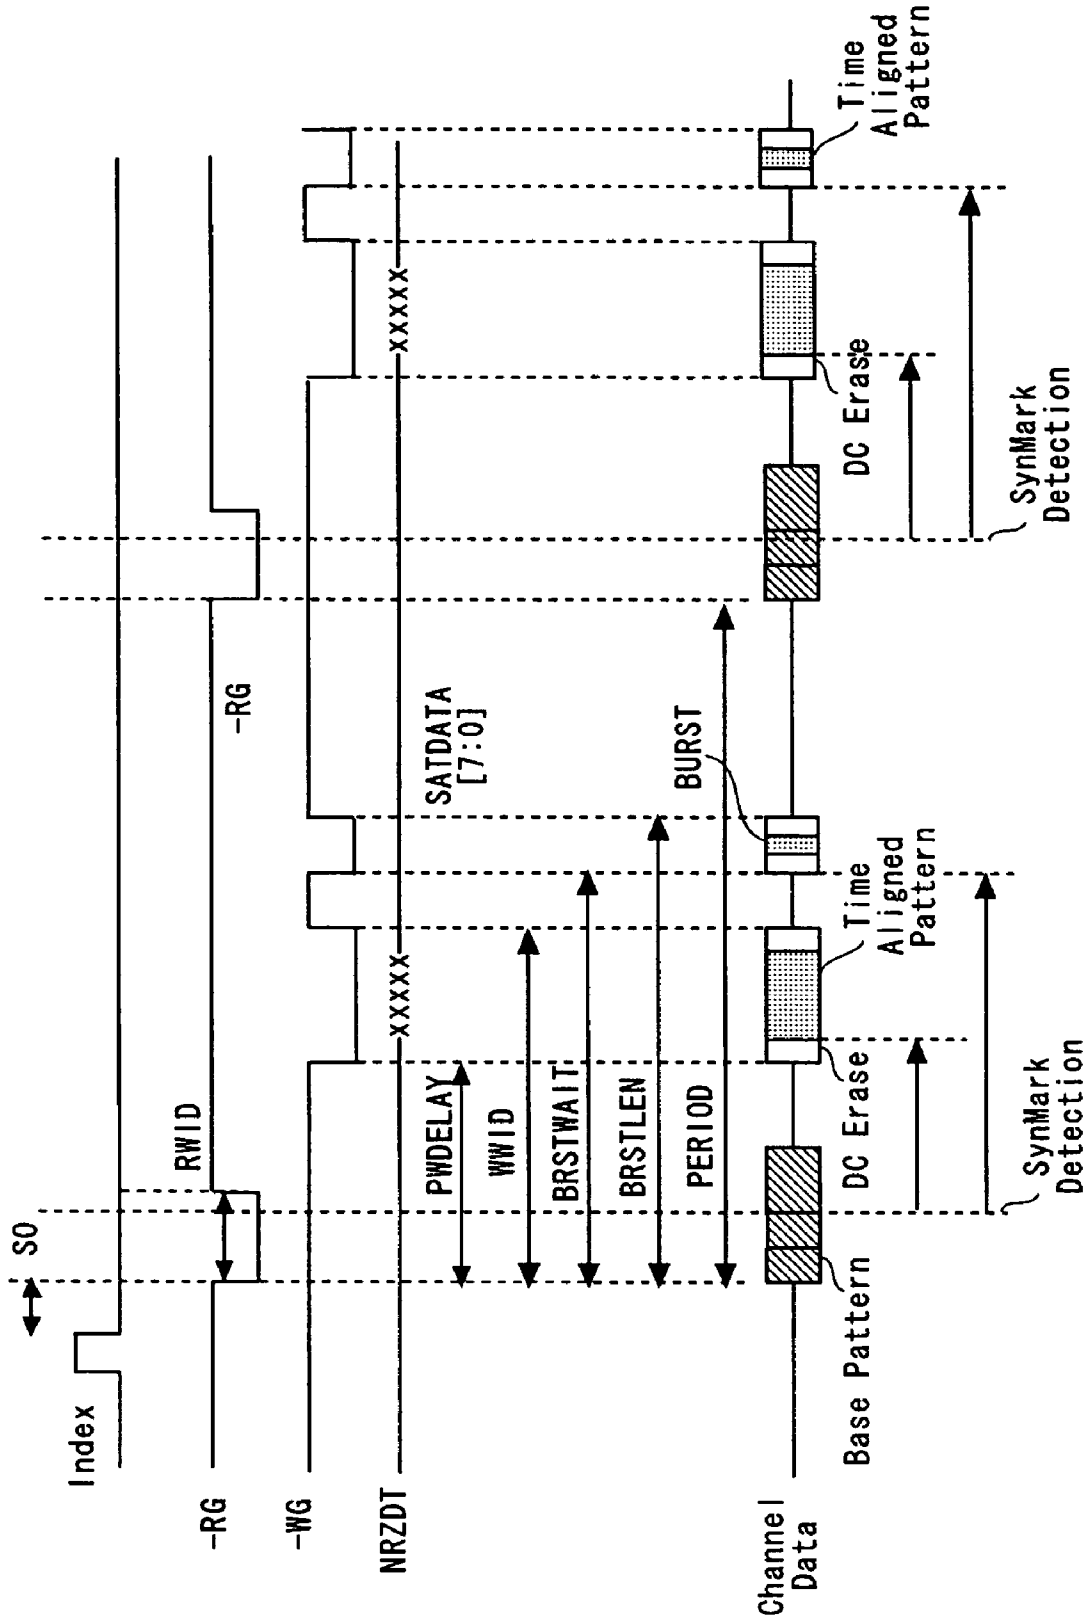 Index
S0
-RG
RWID
-RG
-WG
NRZDT
XXXXX
SATDATA
[7:0]
XXXXX
PWDELAY
WWID
BRSTWAIT
BRSTLEN
PERIOD
BURST
Channel
Data
Base Pattern
DC Erase
Time
Aligned
Pattern
DC Erase
Time
Aligned
Pattern
SynMark
Detection
SynMark
Detection